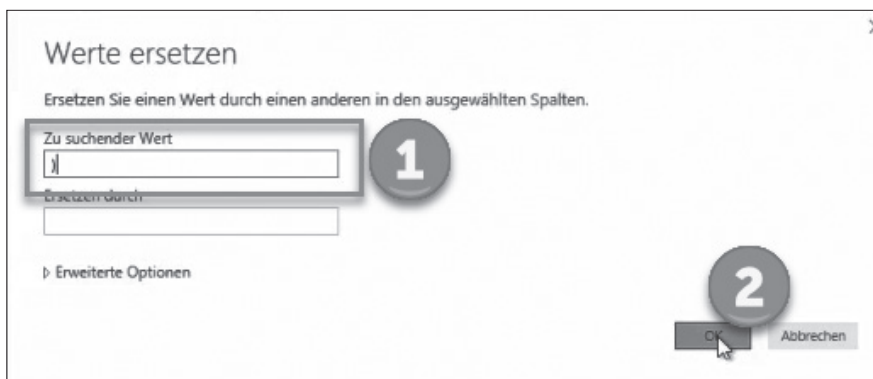 Werte ersetzen
Ersetzen Sie einen Wert durch einen anderen in den ausgewählten Spalten.
Zu suchender Wert
1
)
Ersetzen durch
▷ Erweiterte Optionen
2
OK
Abbrechen